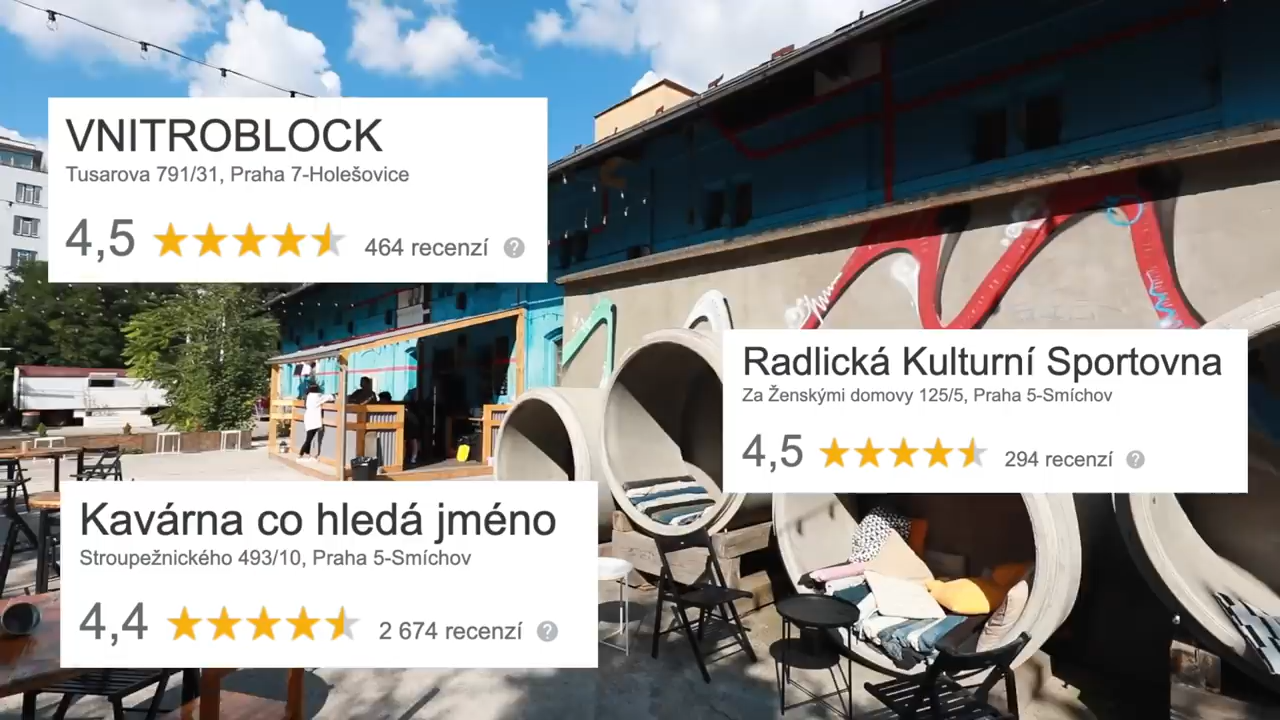 VNITROBLOCK
Tusarova 791/31, Praha 7-Holešovice
4,5 464 recenzí ?
Radlická Kulturní Sportovna
Za Ženskými domovy 125/5, Praha 5-Smíchov
4,5 294 recenzí ?
Kavárna co hledá jméno
Stroupežnického 493/10, Praha 5-Smíchov
4,4 2 674 recenzí ?